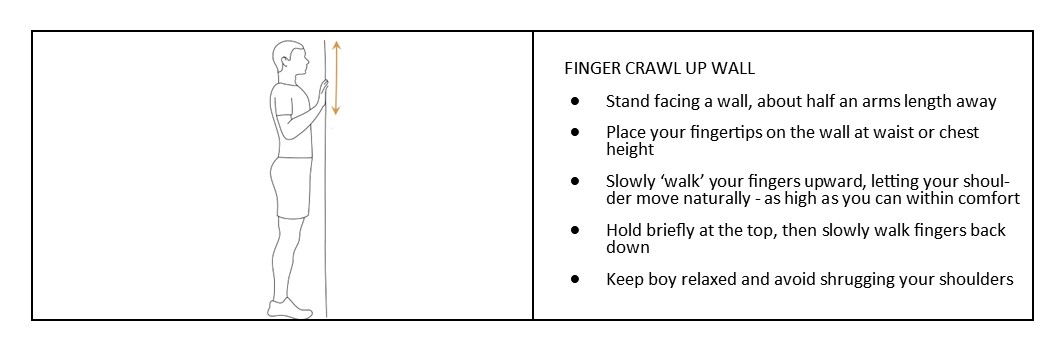 FINGER CRAWL UP WALL
● Stand facing a wall, about half an arms length away
● Place your fingertips on the wall at waist or chest
height
● Slowly ‘walk’ your fingers upward, letting your shoul-
der move naturally - as high as you can within comfort
● Hold briefly at the top, then slowly walk fingers back
down
● Keep boy relaxed and avoid shrugging your shoulders